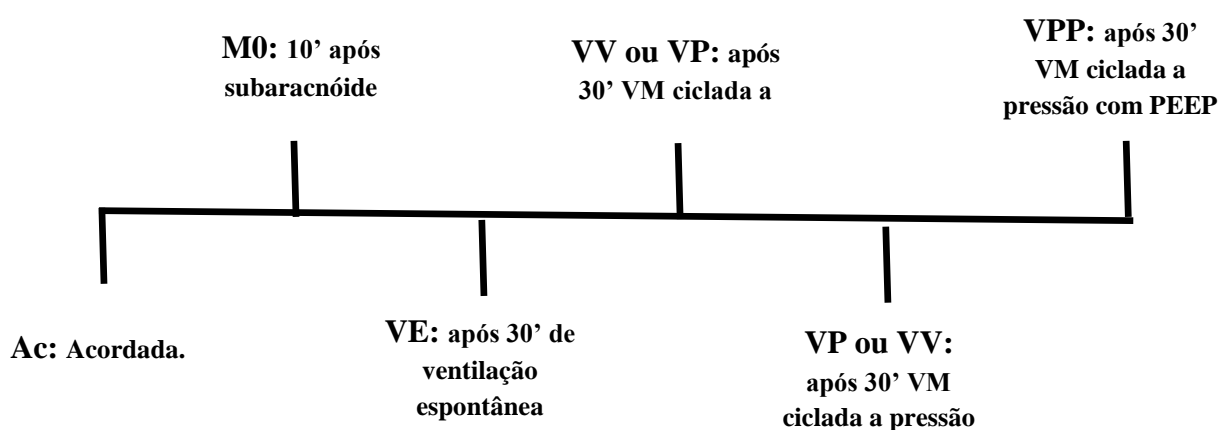 M0: 10’ após
subaracnóide
VV ou VP: após
30’ VM ciclada a
VPP: após 30’
VM ciclada a
pressão com PEEP
Ac: Acordada.
VE: após 30’ de
ventilação
espontânea
VP ou VV:
após 30’ VM
ciclada a pressão